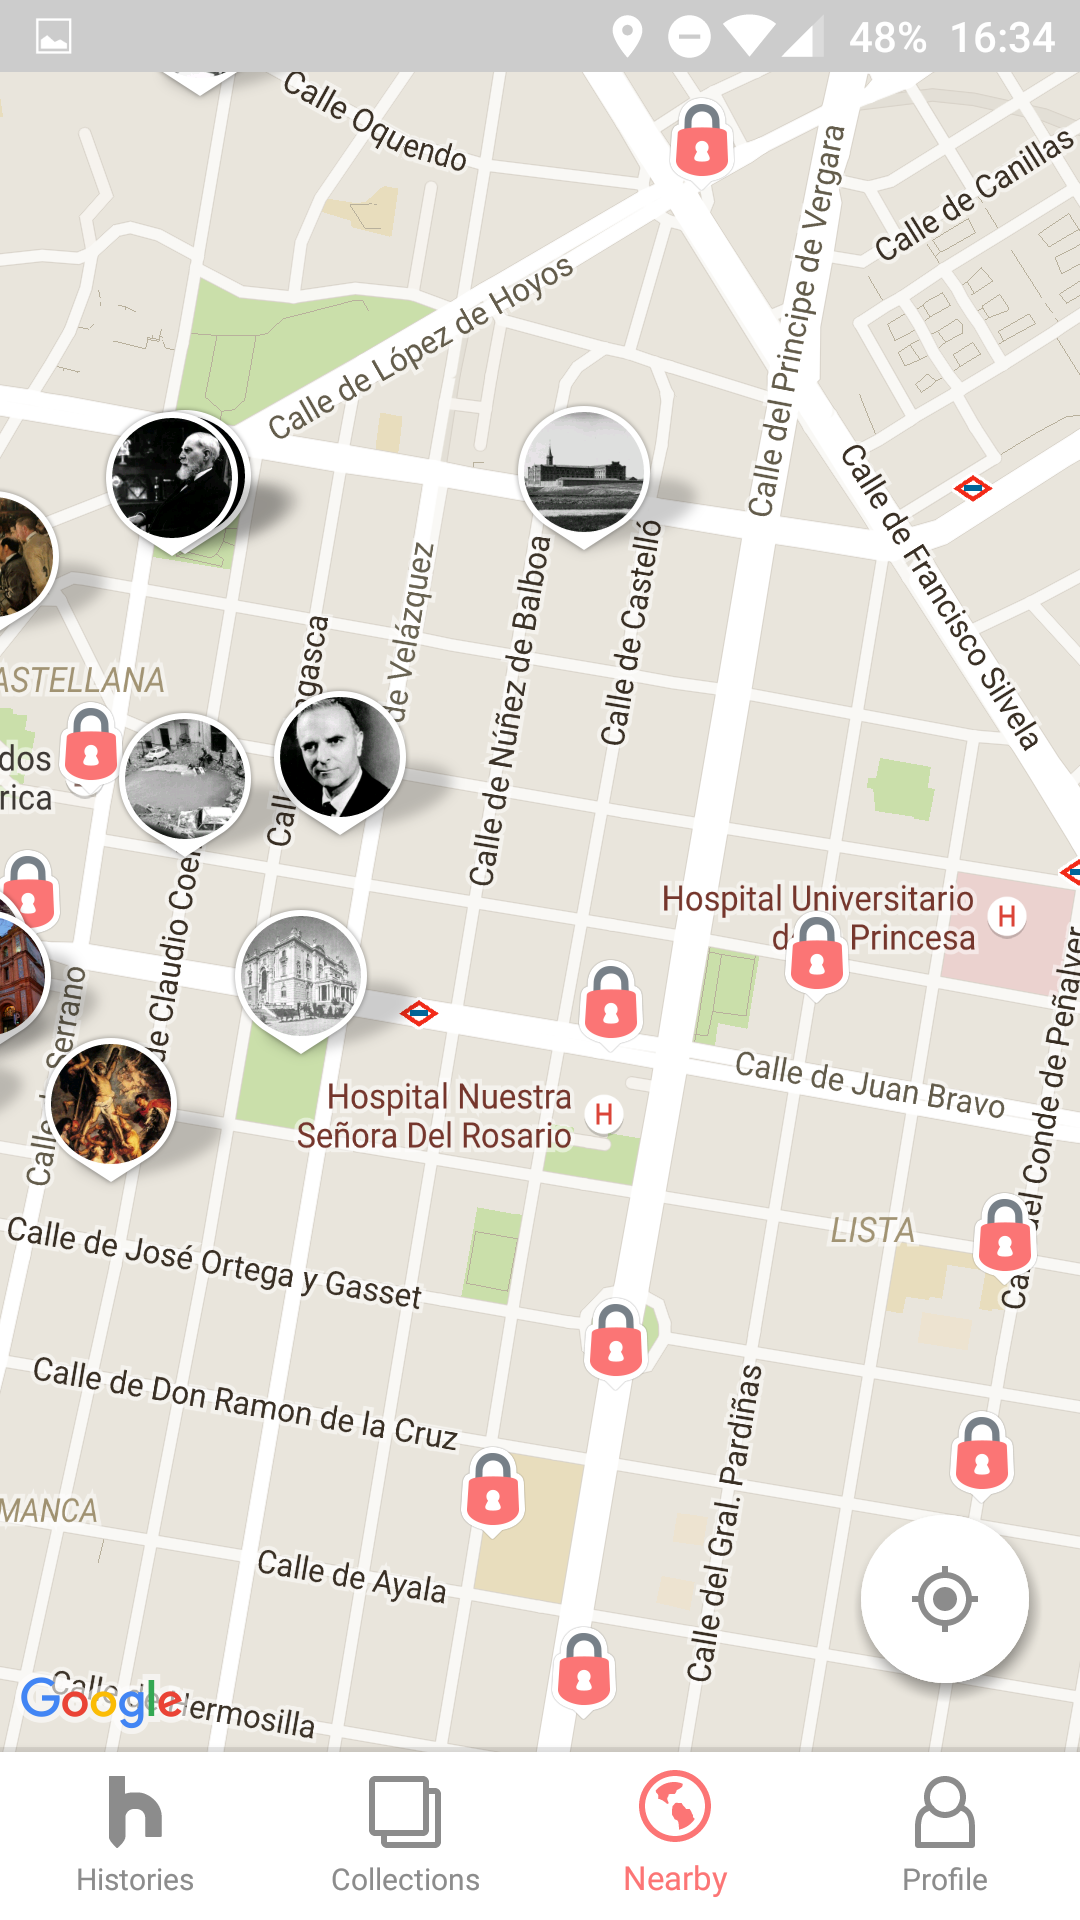 48% 16:34
Calle Oquendo
Calle del Principe de Vergara
Calle de Canillas
Calle de López de Hoyos
Calle de Francisco Silvela
Calle de Castelló
Calle de Núñez de Balboa
de Velázquez
gasca
Call
ASTELLANA
dos
rica
de Claudio Coel
Hospital Universitario
d Princesa
H
Serrano
Calle
Calle de Juan Bravo
Hospital Nuestra
Señora Del Rosario
H
del Conde de Peñalver
Ca
LISTA
Calle de José Ortega y Gasset
Calle de Don Ramon de la Cruz
Calle del Gral. Pardiñas
MANCA
Calle de Ayala
Calle de Hermosilla
Google
Histories
Collections
Nearby
Profile